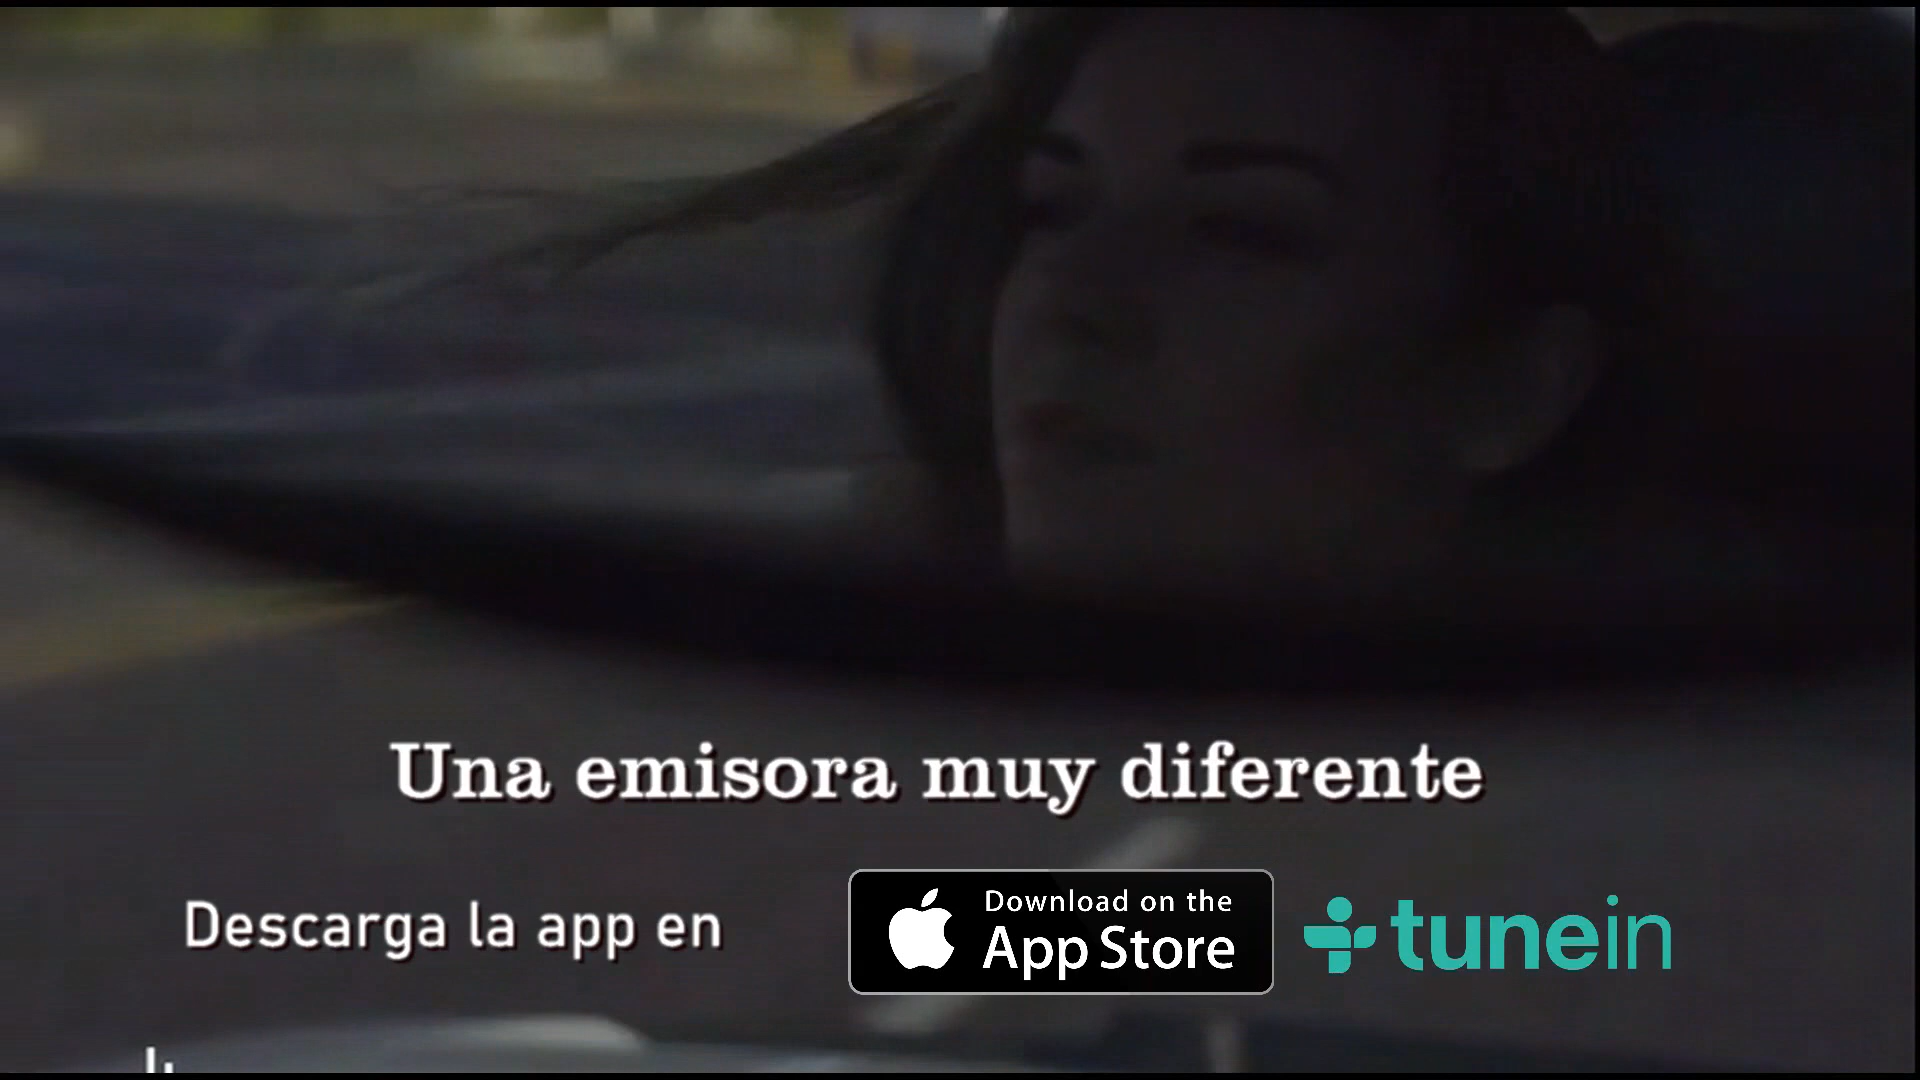 Una emisora muy diferente
Descarga la app en
Download on the
App Store
tunein